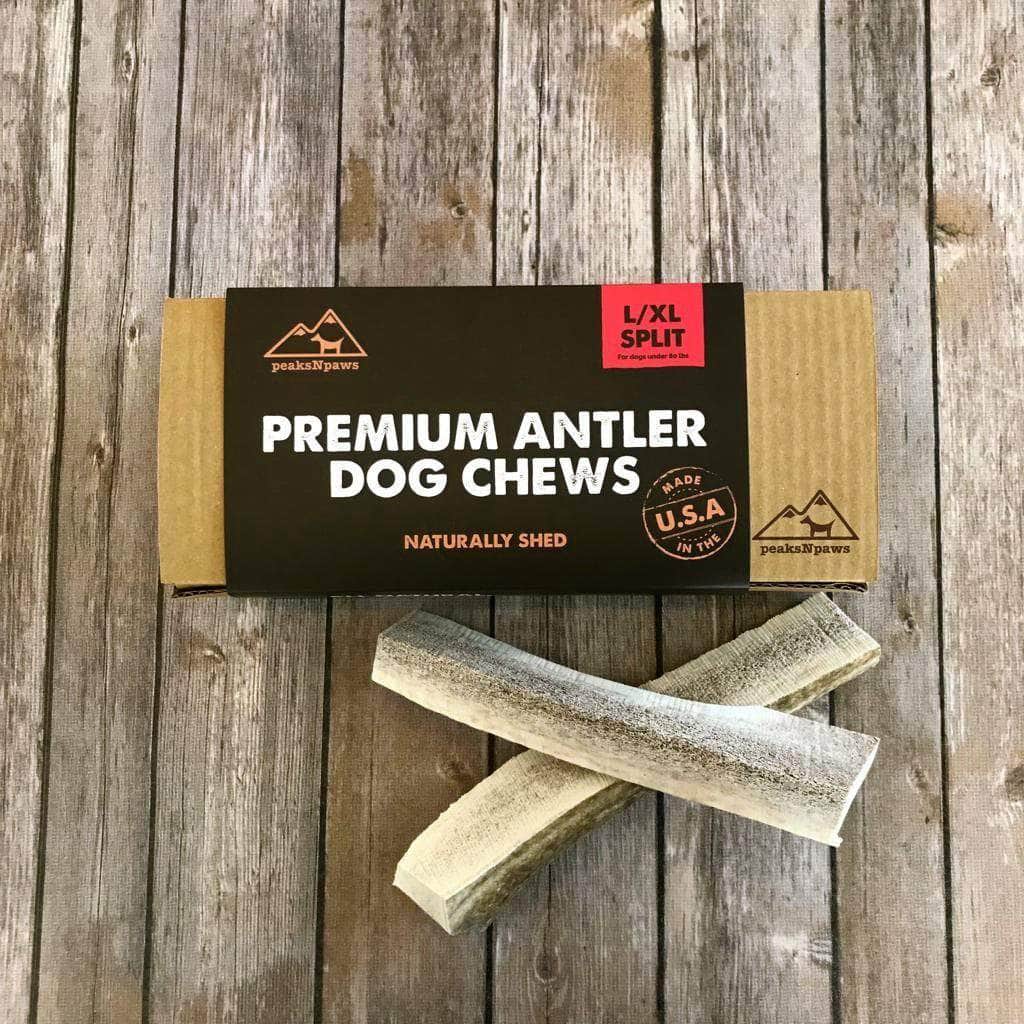 peaksNpaws
L/XL
SPLIT
For dogs under 80 lbs
PREMIUM ANTLER
DOG CHEWS
NATURALLY SHED
MADE
U.S.A
IN THE
peaksNpaws